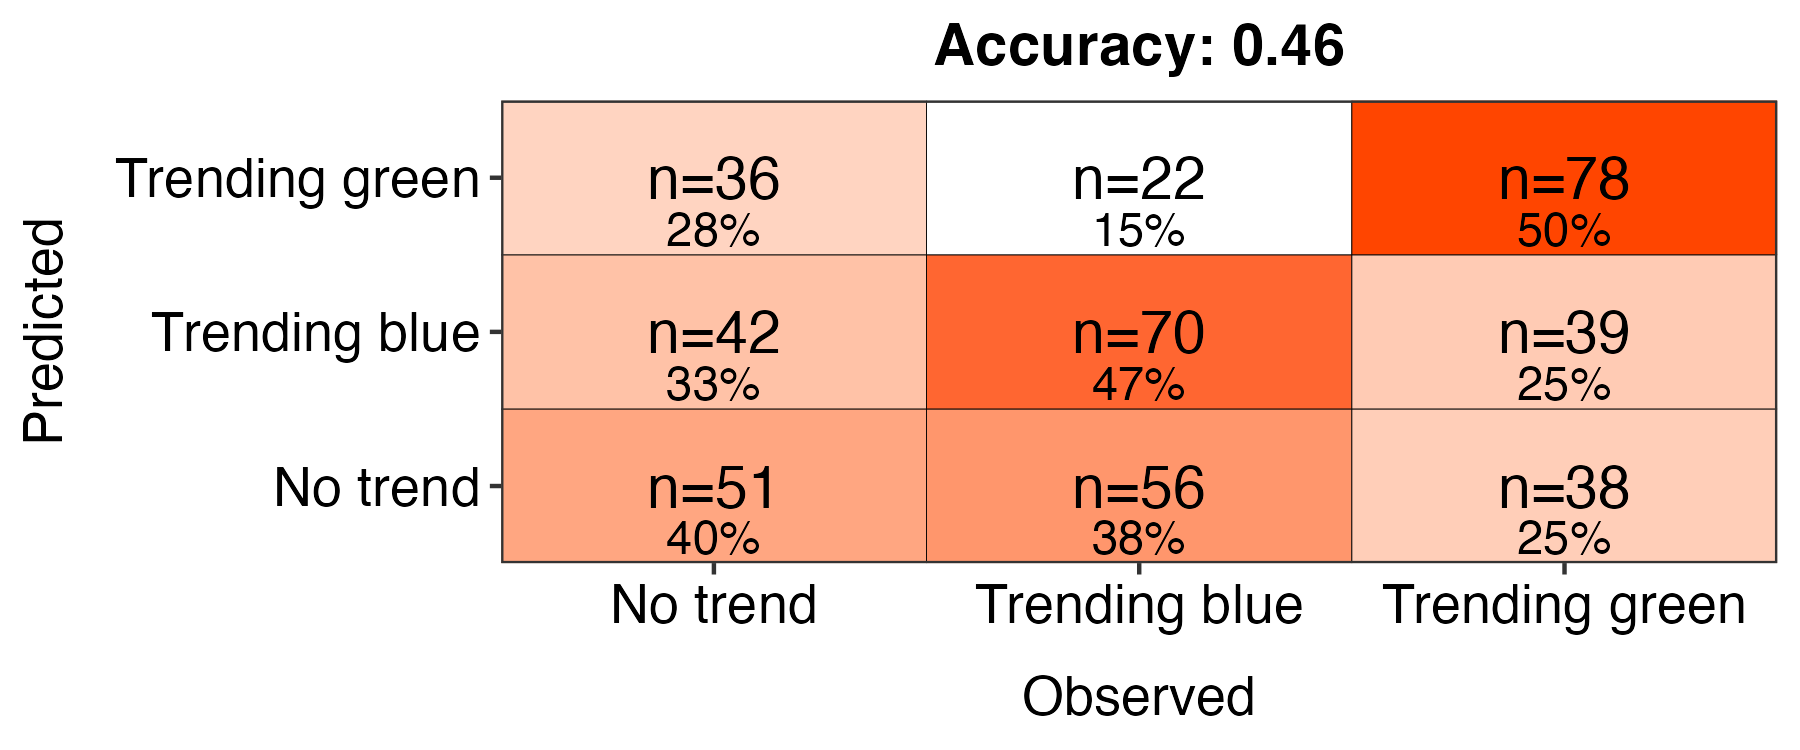 Accuracy: 0.46
Predicted
Trending green
n=36
28%
n=22
15%
n=78
50%
Trending blue
n=42
33%
n=70
47%
n=39
25%
No trend
n=51
40%
n=56
38%
n=38
25%
No trend
Trending blue
Trending green
Observed